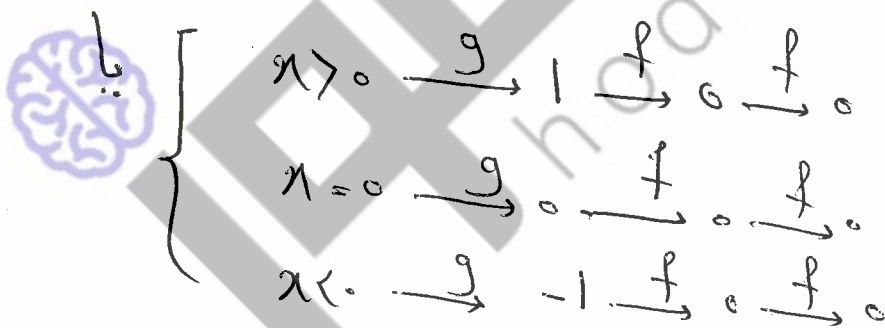 یا
x > 0 --g--> 1 --f--> 0 --f--> 0
x = 0 --g--> 0 --f--> 0 --f--> 0
x < 0 --g--> -1 --f--> 0 --f--> 0